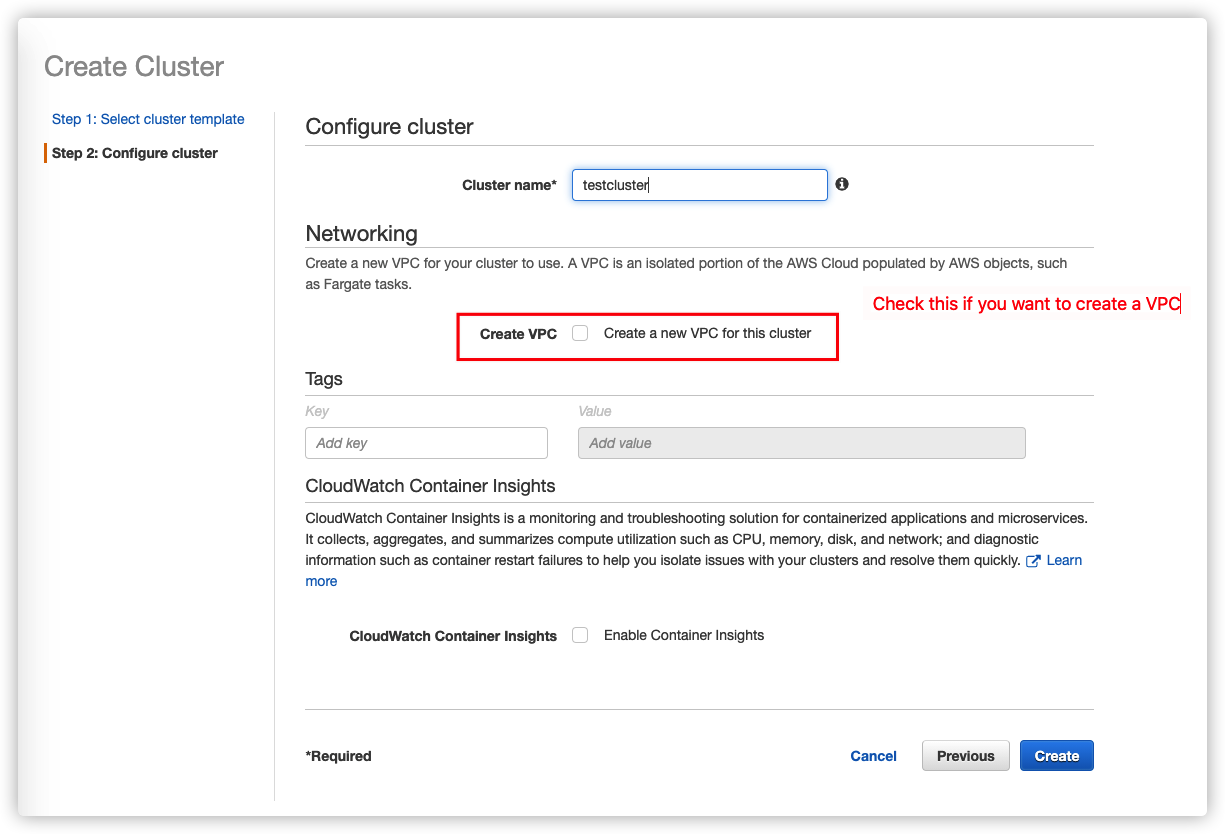 Create Cluster
Step 1: Select cluster template
Step 2: Configure cluster
Configure cluster
Cluster name* testcluster
Networking
Create a new VPC for your cluster to use. A VPC is an isolated portion of the AWS Cloud populated by AWS objects, such
as Fargate tasks.
Check this if you want to create a VPC
Create VPC Create a new VPC for this cluster
Tags
Key Value
Add key Add value
CloudWatch Container Insights
CloudWatch Container Insights is a monitoring and troubleshooting solution for containerized applications and microservices.
It collects, aggregates, and summarizes compute utilization such as CPU, memory, disk, and network; and diagnostic
information such as container restart failures to help you isolate issues with your clusters and resolve them quickly. Learn
more
CloudWatch Container Insights Enable Container Insights
*Required Cancel Previous Create